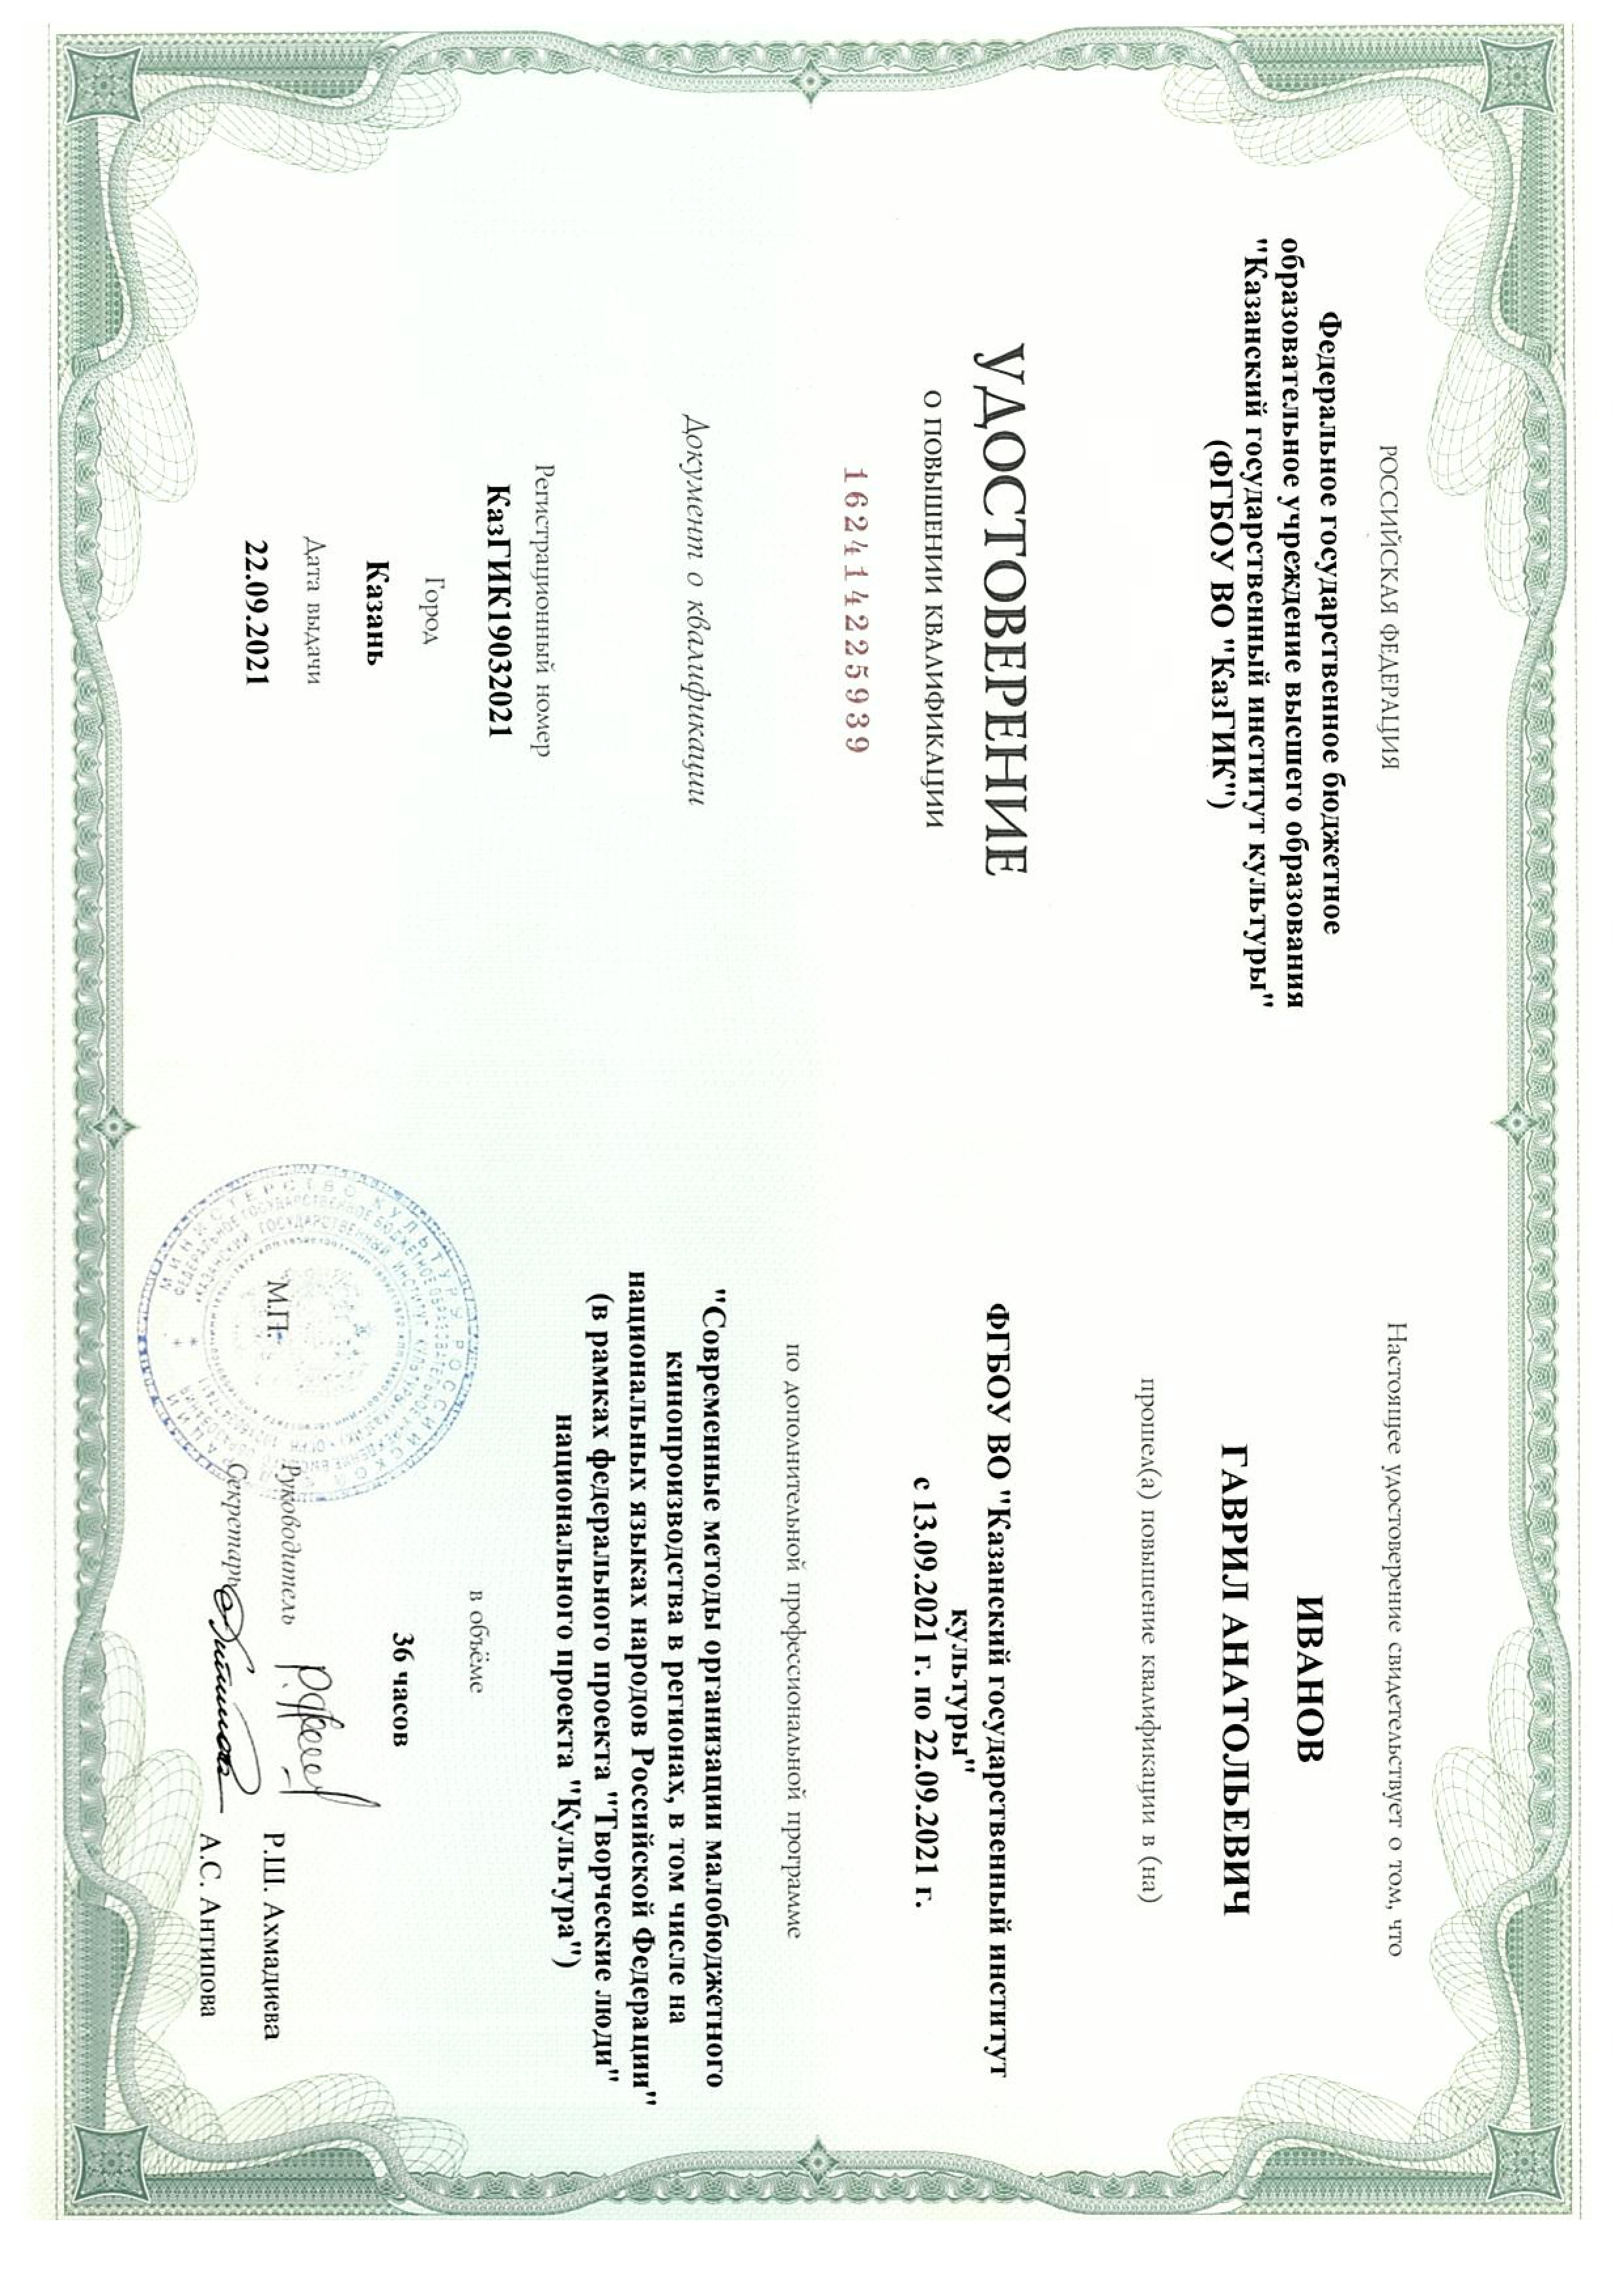 РОССИЙСКАЯ ФЕДЕРАЦИЯ
Федеральное государственное бюджетное
образовательное учреждение высшего образования
"Казанский государственный институт культуры"
(ФГБОУ ВО "КазГИК")
УДОСТОВЕРЕНИЕ
О ПОВЫШЕНИИ КВАЛИФИКАЦИИ
162414225939
Документ о квалификации
Регистрационный номер
КазГИК19032021
Город
Казань
Дата выдачи
22.09.2021
Настоящее удостоверение свидетельствует о том, что
ИВАНОВ
ГАВРИЛ АНАТОЛЬЕВИЧ
прошел(а) повышение квалификации в (на)
ФГБОУ ВО "Казанский государственный институт
культуры"
с 13.09.2021 г. по 22.09.2021 г.
по дополнительной профессиональной программе
"Современные методы организации малобюджетного
кинопроизводства в регионах, в том числе на
национальных языках народов Российской Федерации"
(в рамках федерального проекта "Творческие люди"
национального проекта "Культура")
в объёме
36 часов
М.П.
Руководитель
Р.Ш. Ахмадиева
Секретарь
А.С. Антипова